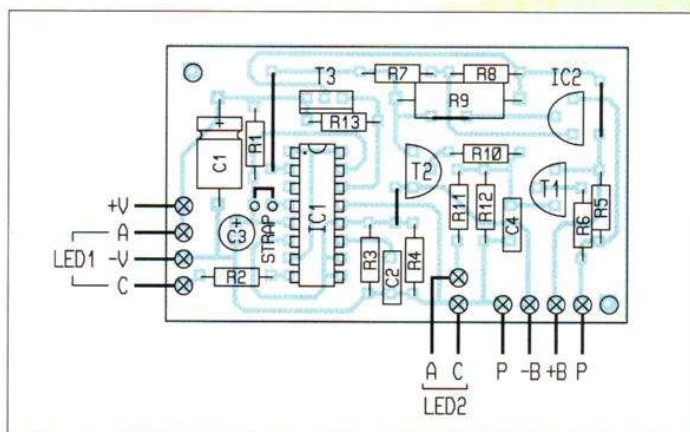 T3
R7
R8
IC2
R9
R13
+
C1
R1
T2
R10
T1
IC1
+V
A
LED1 -V
C
+
C3
STRAP
R2
R3
C2
R4
R11
R12
C4
R6
R5
A C P -B +B P
LED2